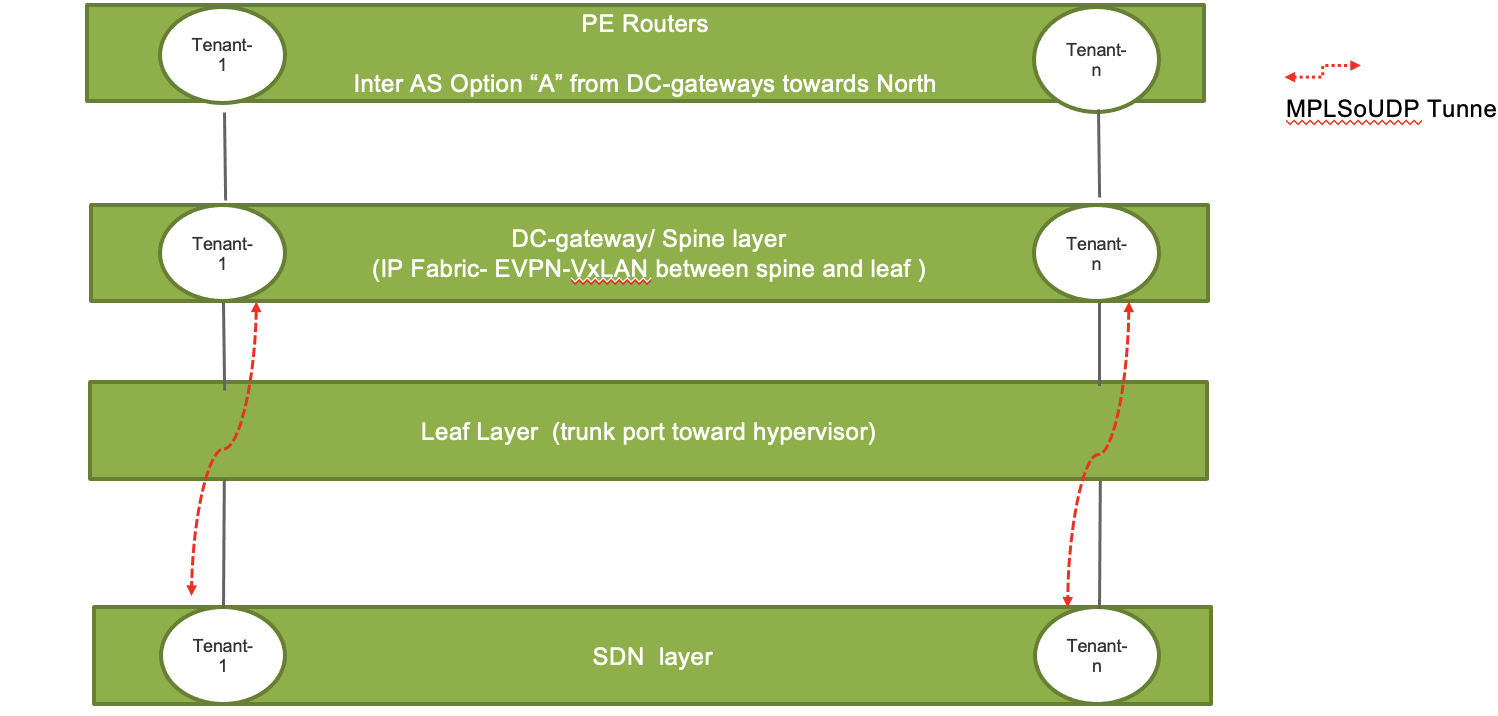 PE Routers
Tenant-
1
Tenant-
n
Inter AS Option “A” from DC-gateways towards North
MPLSoUDP Tunne
Tenant-
1
DC-gateway/ Spine layer
(IP Fabric- EVPN-VxLAN between spine and leaf )
Tenant-
n
Leaf Layer (trunk port toward hypervisor)
Tenant-
1
SDN layer
Tenant-
n